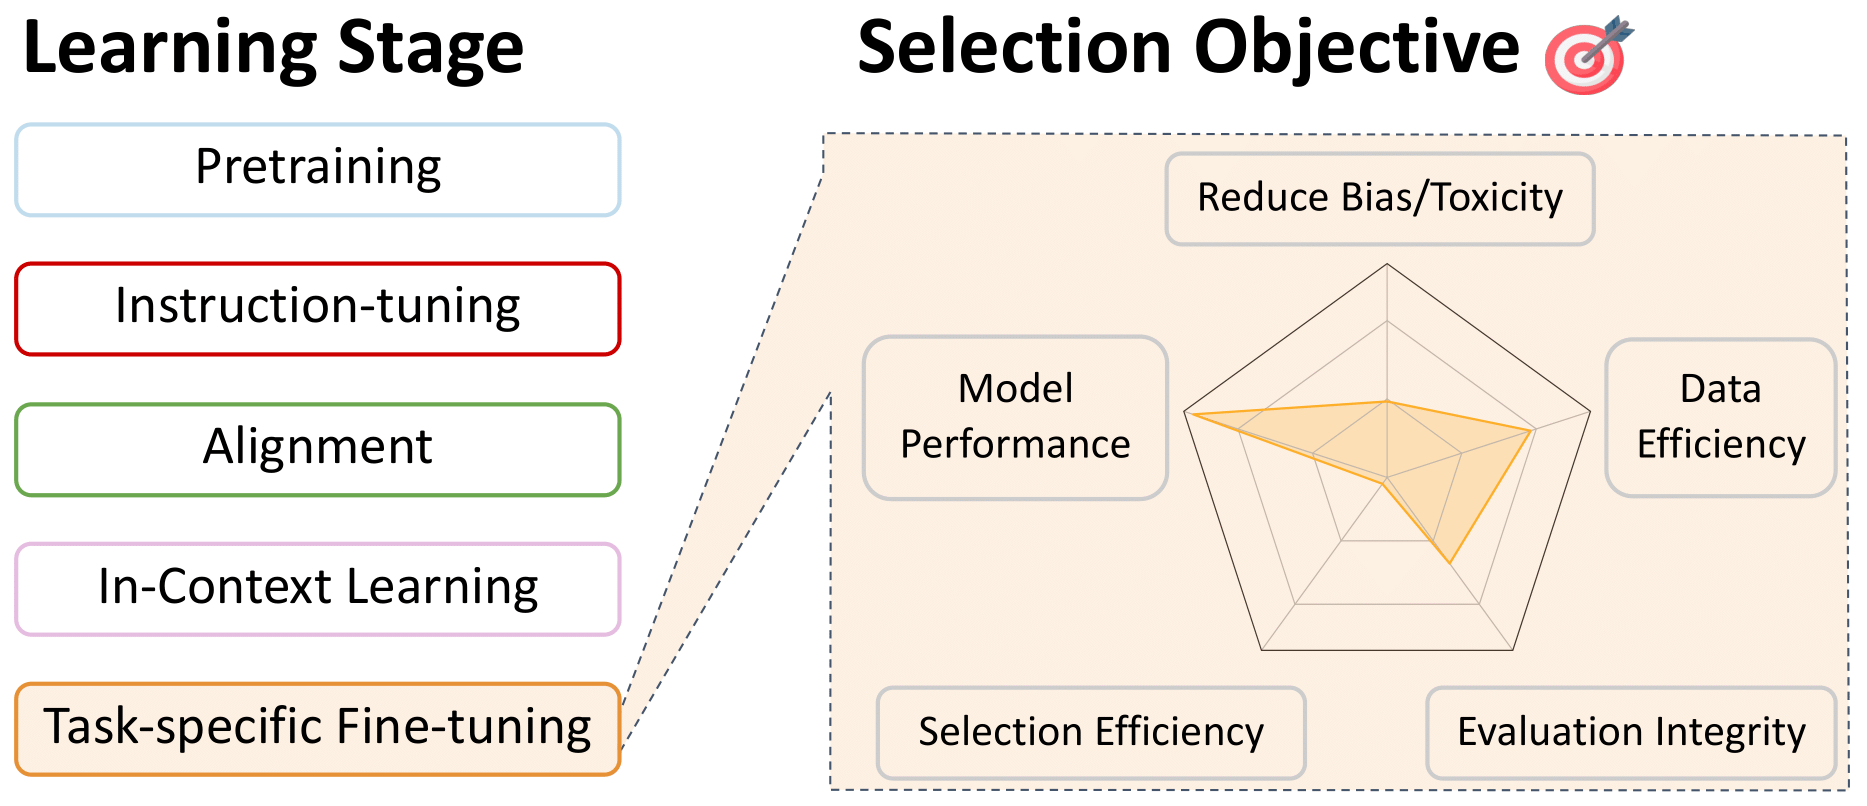 Learning Stage
Pretraining
Instruction-tuning
Alignment
In-Context Learning
Task-specific Fine-tuning
Selection Objective
Reduce Bias/Toxicity
Model
Performance
Data
Efficiency
Selection Efficiency
Evaluation Integrity